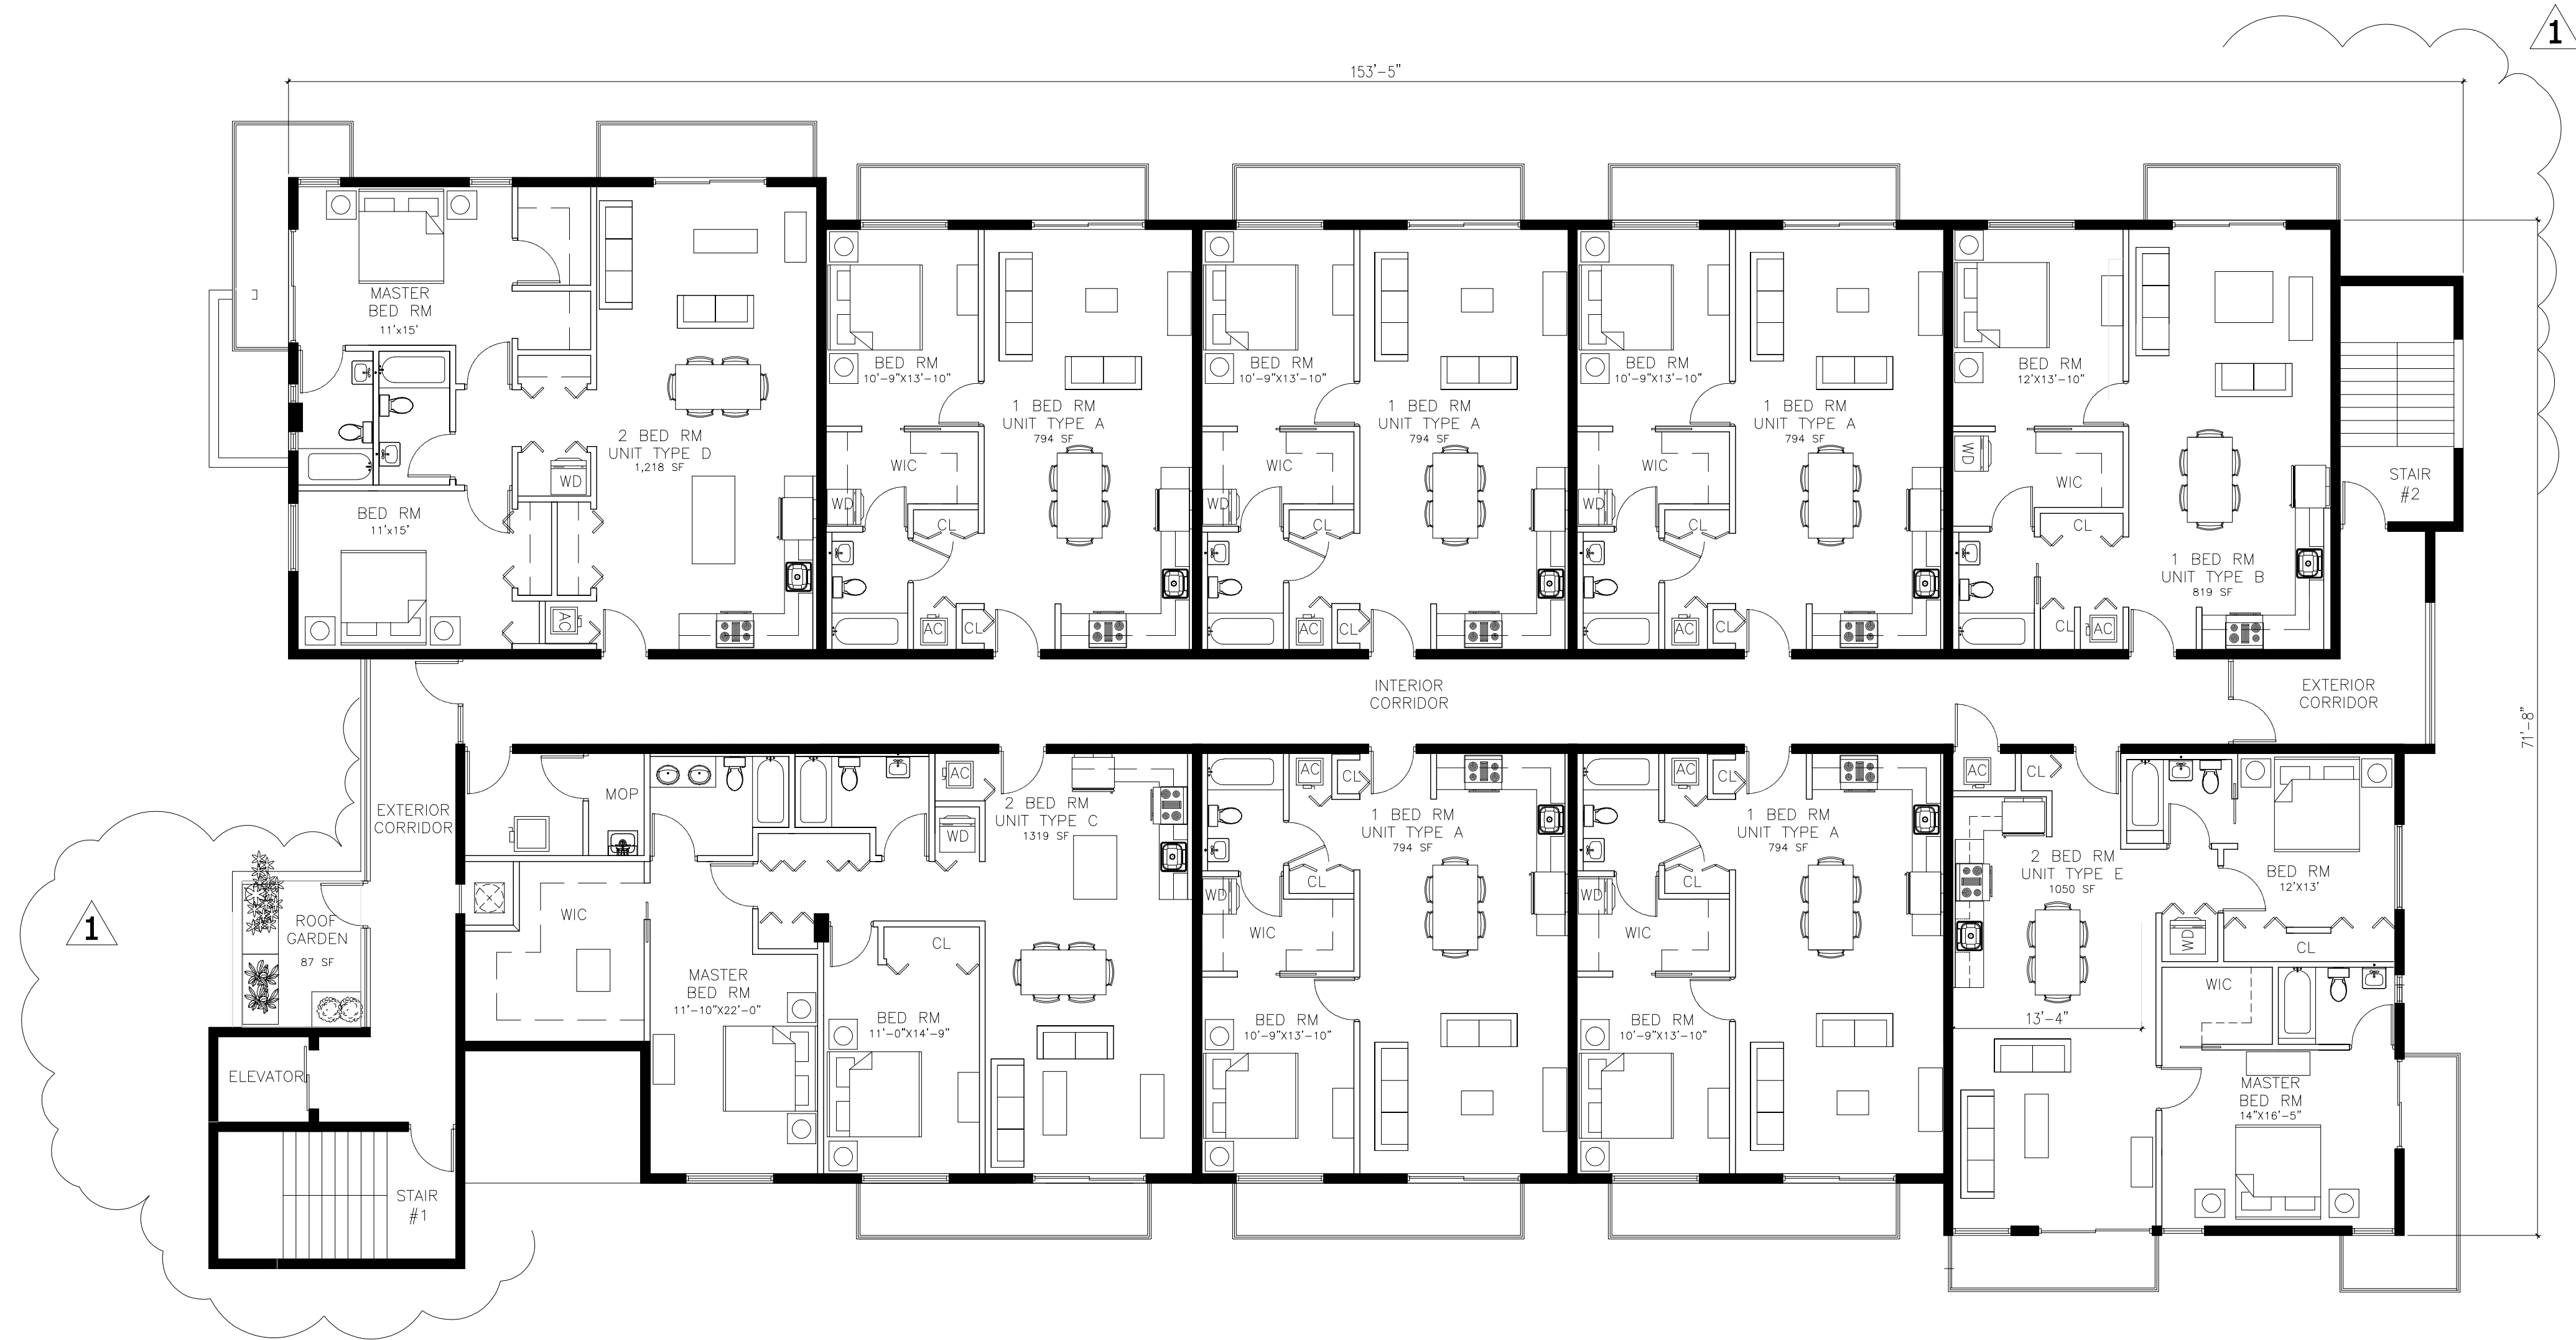 1
153'-5"
MASTER
BED RM
11'x15'
2 BED RM
UNIT TYPE D
1,218 SF
WD
BED RM
11'x15'
AC
BED RM
10'-9"X13'-10"
1 BED RM
UNIT TYPE A
794 SF
WIC
WD
CL
AC
CL
BED RM
10'-9"X13'-10"
1 BED RM
UNIT TYPE A
794 SF
WIC
WD
CL
AC
CL
BED RM
10'-9"X13'-10"
1 BED RM
UNIT TYPE A
794 SF
WIC
WD
CL
AC
CL
BED RM
12'X13'-10"
WD
WIC
CL
1 BED RM
UNIT TYPE B
819 SF
CL
AC
STAIR
#2
INTERIOR
CORRIDOR
EXTERIOR
CORRIDOR
71'-8"
EXTERIOR
CORRIDOR
MOP
WIC
AC
WD
2 BED RM
UNIT TYPE C
1319 SF
CL
MASTER
BED RM
11'-10"X22'-0"
BED RM
11'-0"X14'-9"
AC
CL
1 BED RM
UNIT TYPE A
794 SF
CL
WD
WIC
BED RM
10'-9"X13'-10"
AC
CL
1 BED RM
UNIT TYPE A
794 SF
CL
WD
WIC
BED RM
10'-9"X13'-10"
AC
CL
2 BED RM
UNIT TYPE E
1050 SF
BED RM
12'X13'
WD
CL
WIC
13'-4"
MASTER
BED RM
14"X16'-5"
1
ROOF
GARDEN
87 SF
ELEVATOR
STAIR
#1